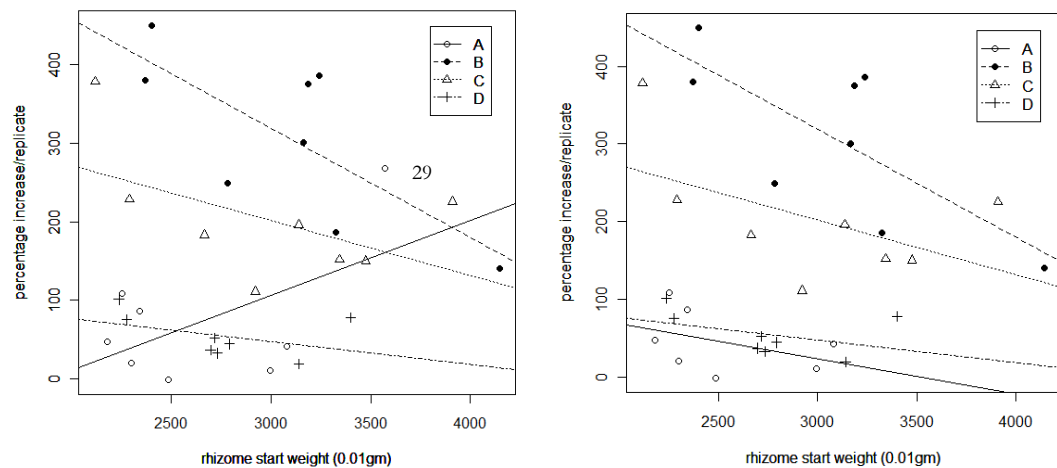 percentage increase/replicate
400
300
200
100
0
A
B
C
D
29
2500
3000
3500
4000
rhizome start weight (0.01gm)
percentage increase/replicate
400
300
200
100
0
A
B
C
D
2500
3000
3500
4000
rhizome start weight (0.01gm)